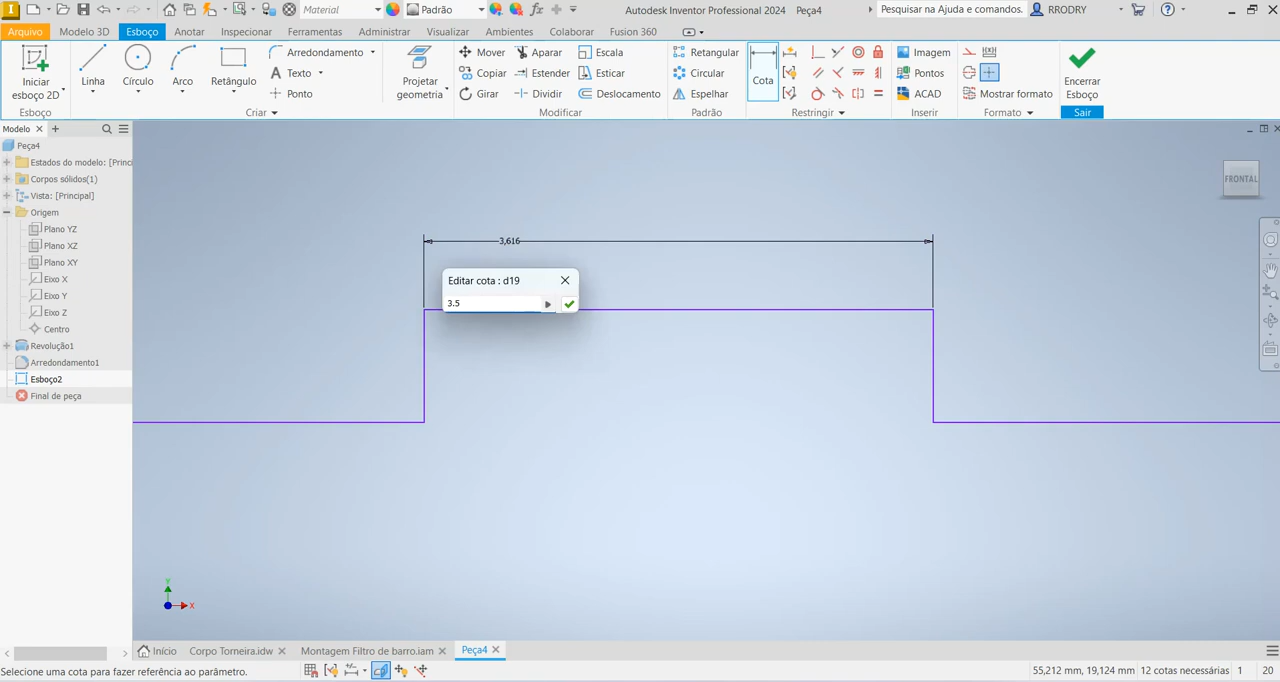 Material
Padrão
Autodesk Inventor Professional 2024 Peça4
Pesquisar na Ajuda e comandos.
RRODRY
Arquivo Modelo 3D Esboço Anotar Inspecionar Ferramentas Administrar Visualizar Ambientes Colaborar Fusion 360
Iniciar
esboço 2D
Esboço
Linha
Círculo
Arco
Retângulo
Arredondamento
Texto
Ponto
Criar
Projetar
geometria
Mover
Copiar
Girar
Aparar
Estender
Dividir
Escala
Esticar
Deslocamento
Modificar
Retangular
Circular
Espelhar
Padrão
Cota
Restringir
Imagem
Pontos
ACAD
Inserir
Mostrar formato
Formato
Encerrar
Esboço
Sair
Modelo
Peça4
Estados do modelo: [Princ
Corpos sólidos(1)
Vista: [Principal]
Origem
Plano YZ
Plano XZ
Plano XY
Eixo X
Eixo Y
Eixo Z
Centro
Revolução1
Arredondamento1
Esboço2
Final de peça
FRONTAL
3,616
Editar cota : d19
3.5
Y
X
Início
Corpo Torneira.idw
Montagem Filtro de barro.iam
Peça4
Selecione uma cota para fazer referência ao parâmetro.
55,212 mm, 19,124 mm
12 cotas necessárias
1
20